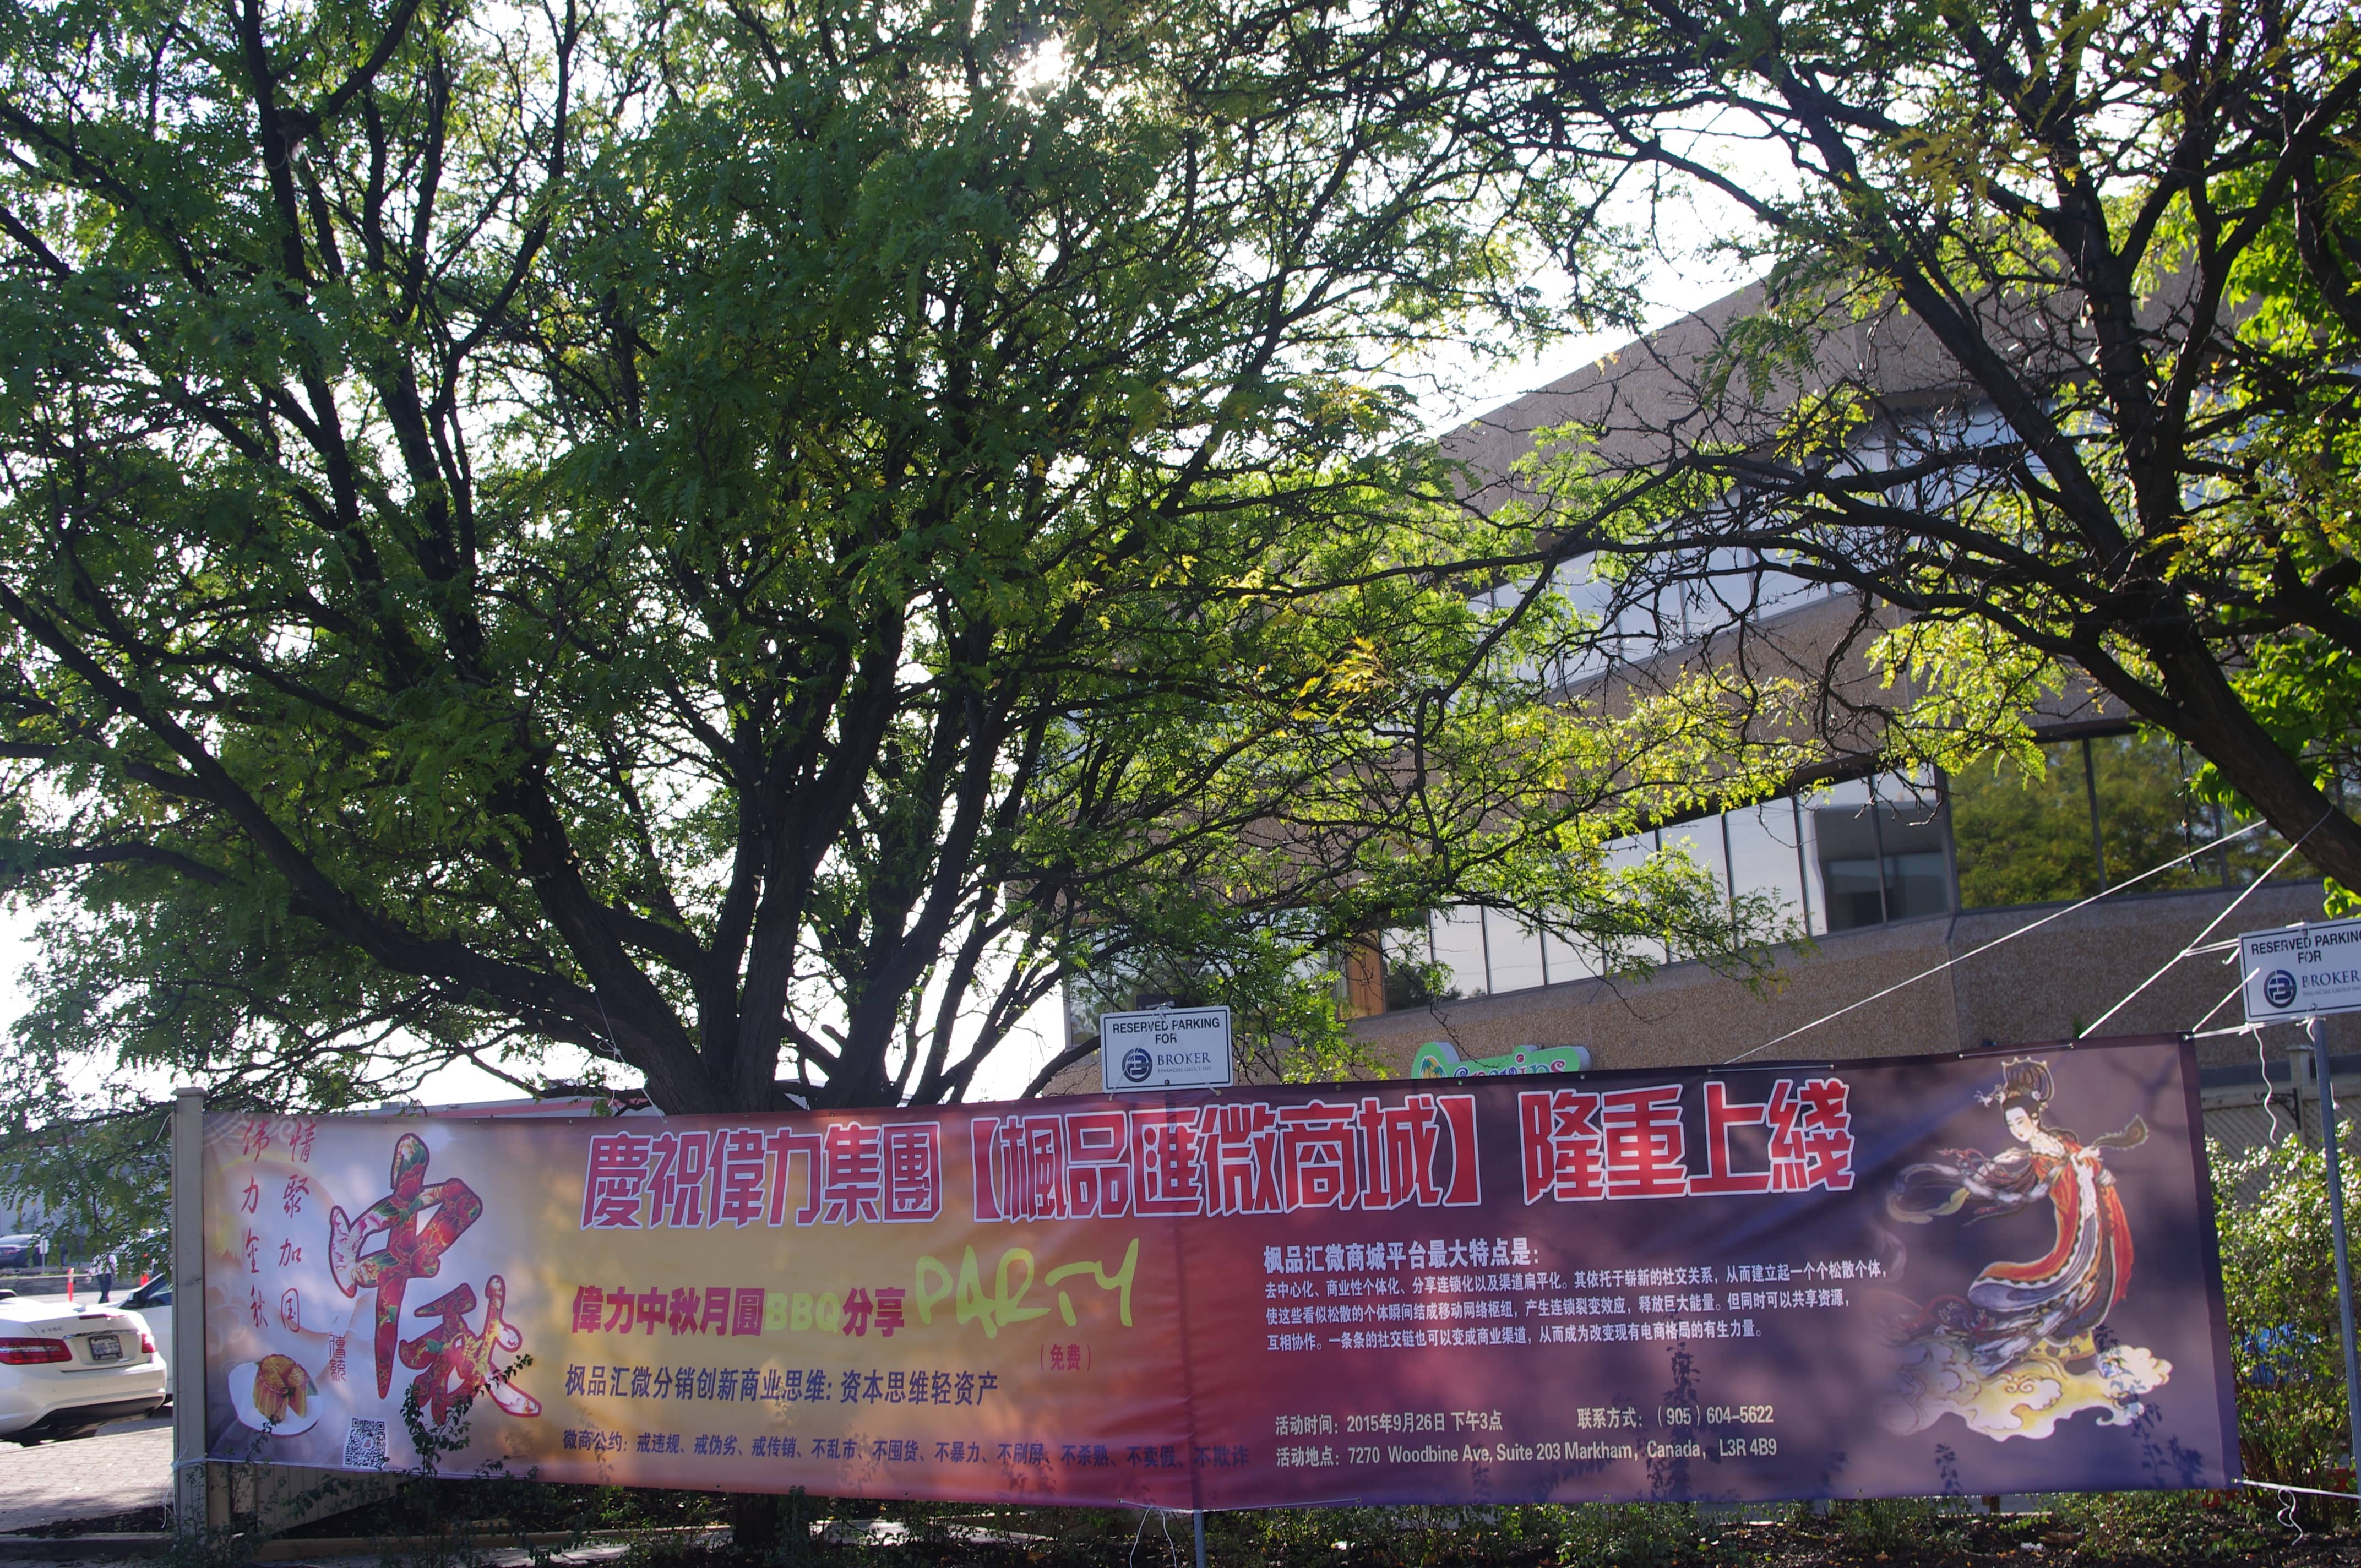 RESERVED PARKING
FOR
BROKER
FINANCIAL GROUP INC.
RESERVED PARKING
FOR
BROKER
FINANCIAL GROUP INC
情聚加国
伟力金秋
中秋
傳統
慶祝偉力集團【楓品匯微商城】隆重上綫
偉力中秋月圓BBQ分享PARTY
（免费）
枫品汇微分销创新商业思维：资本思维轻资产
微商公约：戒违规、戒伪劣、戒传销、不乱市、不囤货、不暴力、不刷屏、不杀熟、不卖假、不欺诈
枫品汇微商城平台最大特点是：
去中心化、商业性个体化、分享连锁化以及渠道扁平化。其依托于崭新的社交关系，从而建立起一个个松散个体，
使这些看似松散的个体瞬间结成移动网络枢纽，产生连锁裂变效应，释放巨大能量。但同时可以共享资源，
互相协作。一条条的社交链也可以变成商业渠道，从而成为改变现有电商格局的有生力量。
活动时间：2015年9月26日 下午3点
联系方式：（905）604-5622
活动地点：7270 Woodbine Ave, Suite 203 Markham, Canada, L3R 4B9